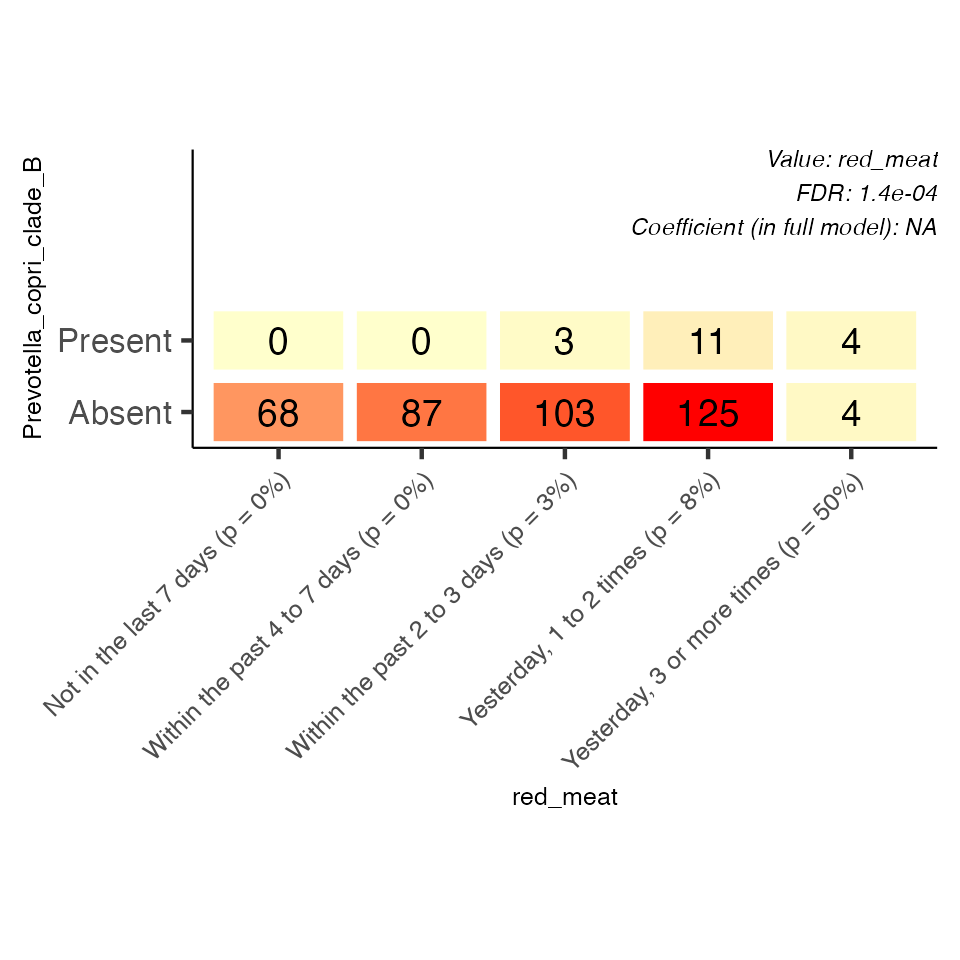 Value: red_meat
FDR: 1.4e-04
Coefficient (in full model): NA
Prevotella_copri_clade_B
Present
0
0
3
11
4
Absent
68
87
103
125
4
Not in the last 7 days (p = 0%)
Within the past 4 to 7 days (p = 0%)
Within the past 2 to 3 days (p = 3%)
Yesterday, 1 to 2 times (p = 8%)
Yesterday, 3 or more times (p = 50%)
red_meat